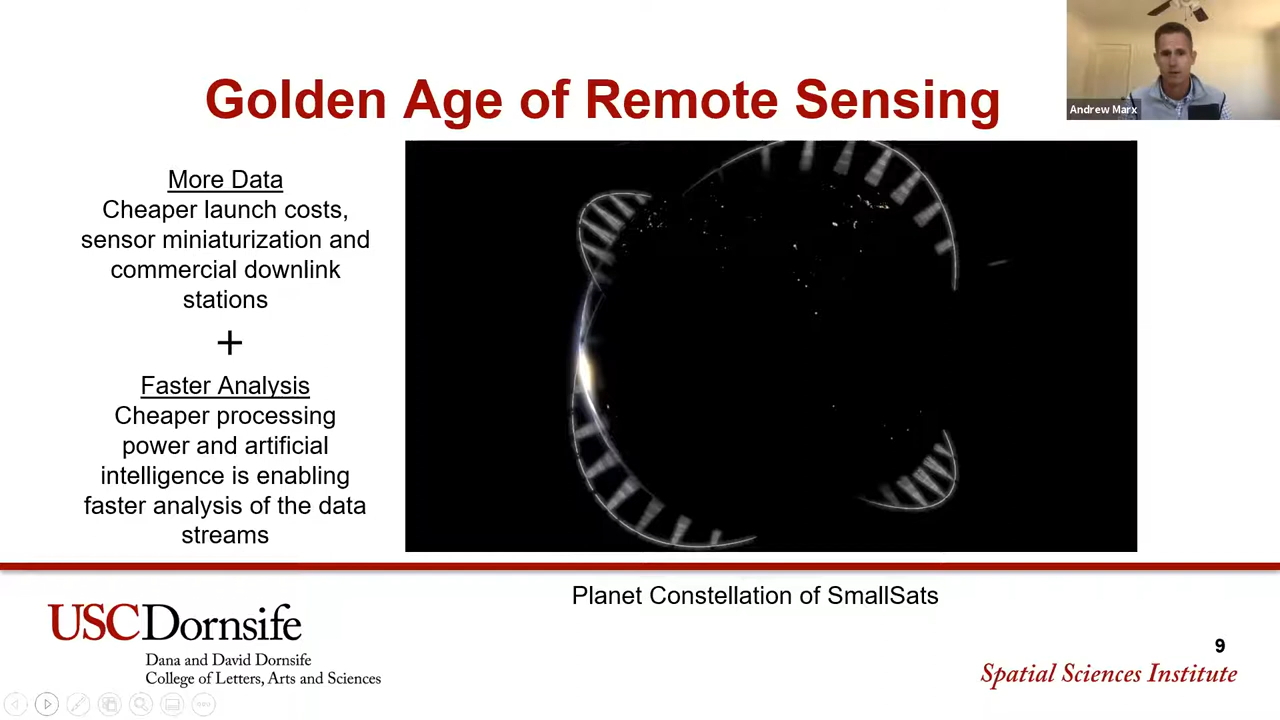 Golden Age of Remote Sensing
Andrew Marx
More Data
Cheaper launch costs,
sensor miniaturization and
commercial downlink
stations
+
Faster Analysis
Cheaper processing
power and artificial
intelligence is enabling
faster analysis of the data
streams
Planet Constellation of SmallSats
USCDornsife
Dana and David Dornsife
College of Letters, Arts and Sciences
9
Spatial Sciences Institute